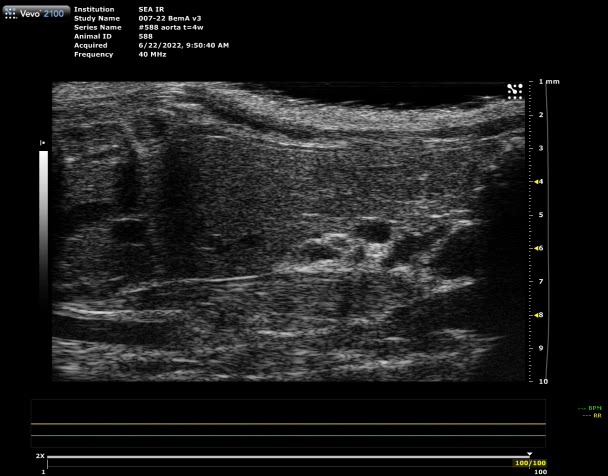 Vevo 2100
Institution SEA IR
Study Name 007-22 BemA v3
Series Name #588 aorta t=4w
Animal ID 588
Acquired 6/22/2022, 9:50:40 AM
Frequency 40 MHz
1 mm
2
3
4
5
6
7
8
9
10
--- BPM
--- RR
2X
100/100
1
100